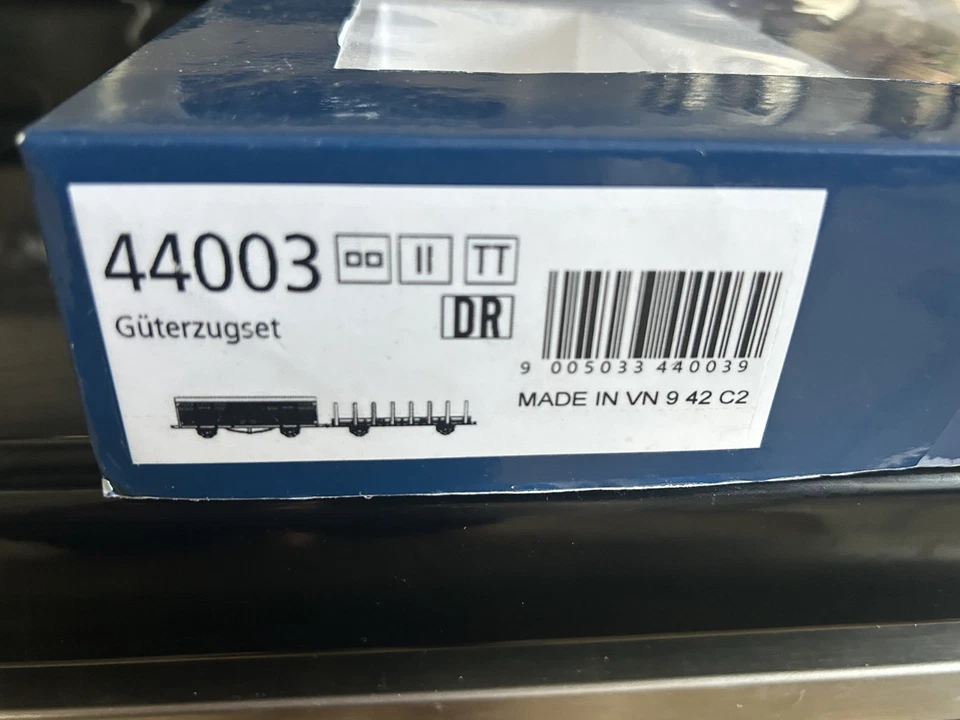 44003 II TT
Güterzugset DR
9 005033 440039
MADE IN VN 9 42 C2